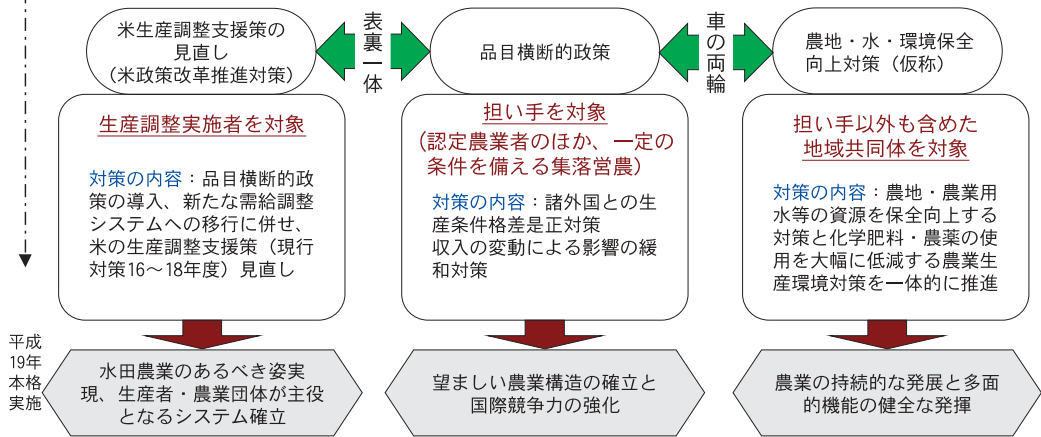 米生産調整支援策の
見直し
(米政策改革推進対策)
表裏一体
品目横断的政策
車の両輪
農地・水・環境保全
向上対策(仮称)
生産調整実施者を対象
対策の内容:品目横断的政
策の導入、新たな需給調整
システムへの移行に併せ、
米の生産調整支援策(現行
対策16〜18年度)見直し
担い手を対象
(認定農業者のほか、一定の
条件を備える集落営農)
対策の内容:諸外国との生
産条件格差是正対策
収入の変動による影響の緩
和対策
担い手以外も含めた
地域共同体を対象
対策の内容:農地・農業用
水等の資源を保全向上する
対策と化学肥料・農薬の使
用を大幅に低減する農業生
産環境対策を一体的に推進
平成
19年
本格
実施
水田農業のあるべき姿実
現、生産者・農業団体が主役
となるシステム確立
望ましい農業構造の確立と
国際競争力の強化
農業の持続的な発展と多面
的機能の健全な発揮